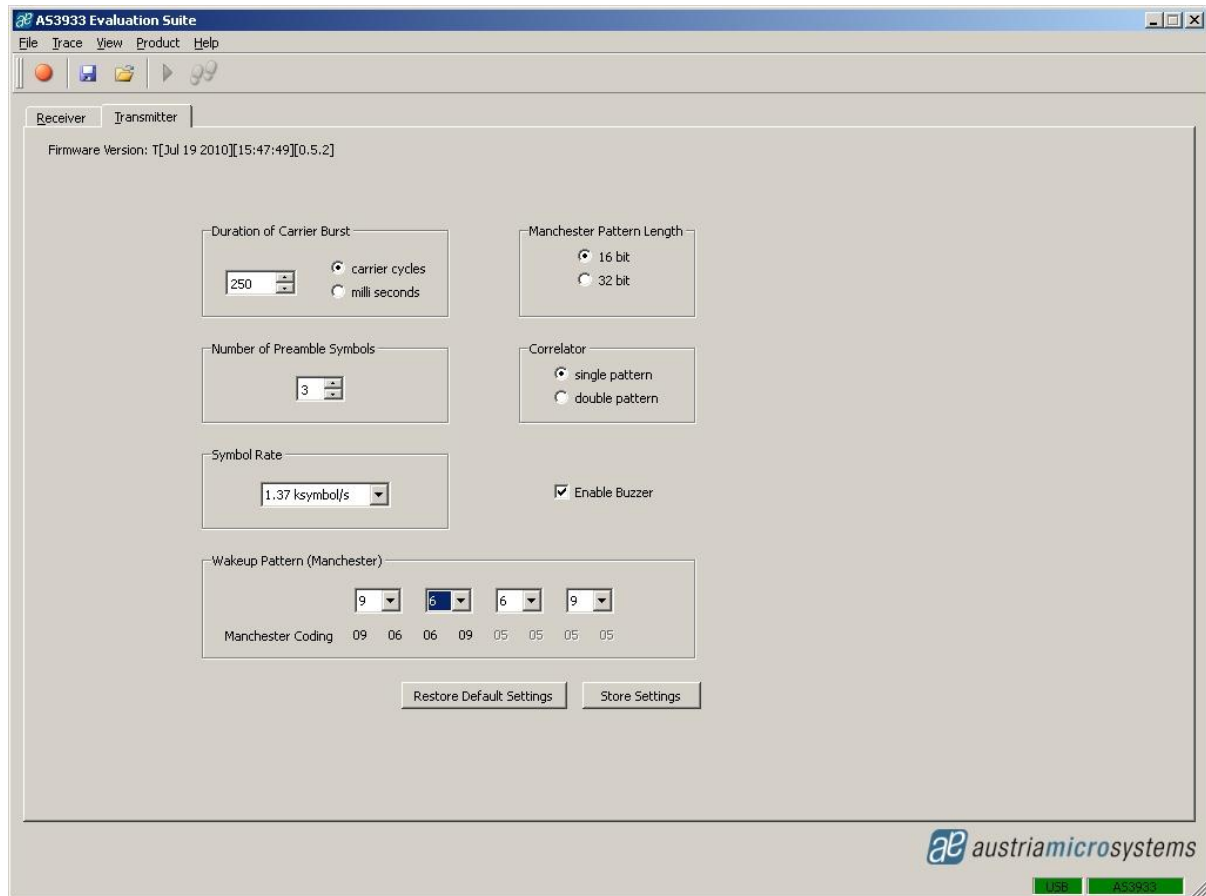 AS3933 Evaluation Suite
File Trace View Product Help
Receiver Transmitter
Firmware Version: T[Jul 19 2010][15:47:49][0.5.2]
Duration of Carrier Burst
250
carrier cycles
milli seconds
Manchester Pattern Length
16 bit
32 bit
Number of Preamble Symbols
3
Correlator
single pattern
double pattern
Symbol Rate
1.37 ksymbol/s
Enable Buzzer
Wakeup Pattern (Manchester)
9 6 6 9
Manchester Coding 09 06 06 09 05 05 05 05
Restore Default Settings Store Settings
ae austriamicrosystems
USB AS3933